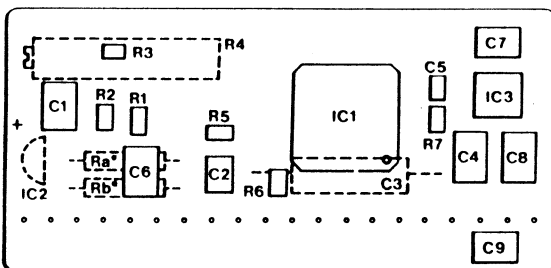 C7
R3
R4
C5
C1
R2
R1
IC3
IC1
R5
R7
+
Ra*
C6
C4
C8
Rb*
C2
IC2
R6
C3
C9